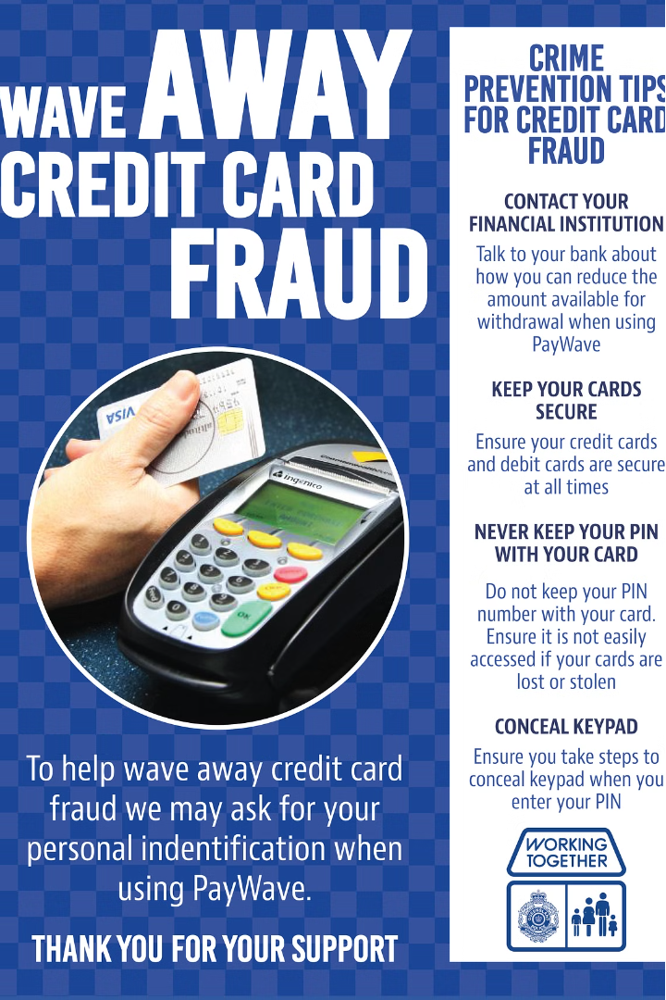 WAVE AWAY
CREDIT CARD
FRAUD
VISA
ingenico
OK
To help wave away credit card
fraud we may ask for your
personal indentification when
using PayWave.
THANK YOU FOR YOUR SUPPORT
CRIME
PREVENTION TIPS
FOR CREDIT CARD
FRAUD
CONTACT YOUR
FINANCIAL INSTITUTION
Talk to your bank about
how you can reduce the
amount available for
withdrawal when using
PayWave
KEEP YOUR CARDS
SECURE
Ensure your credit cards
and debit cards are secure
at all times
NEVER KEEP YOUR PIN
WITH YOUR CARD
Do not keep your PIN
number with your card.
Ensure it is not easily
accessed if your cards are
lost or stolen
CONCEAL KEYPAD
Ensure you take steps to
conceal keypad when you
enter your PIN
WORKING
TOGETHER